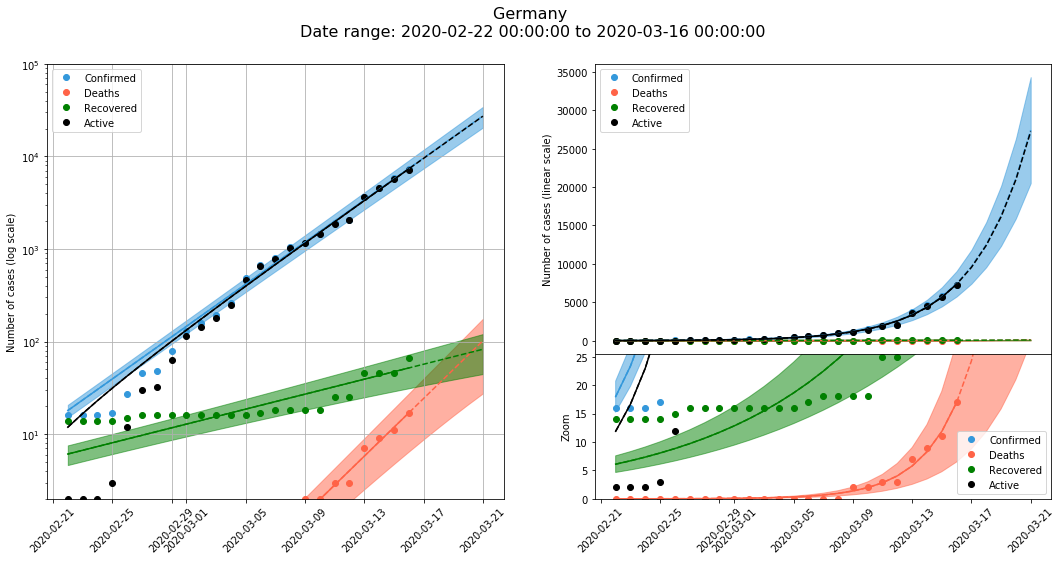 Germany
Date range: 2020-02-22 00:00:00 to 2020-03-16 00:00:00
Confirmed
Deaths
Recovered
Active
Number of cases (log scale)
10^5
10^4
10^3
10^2
10^1
2020-02-21
2020-02-25
2020-02-29
2020-03-01
2020-03-05
2020-03-09
2020-03-13
2020-03-17
2020-03-21
Confirmed
Deaths
Recovered
Active
Number of cases (linear scale)
35000
30000
25000
20000
15000
10000
5000
0
Zoom
25
20
15
10
5
0
Confirmed
Deaths
Recovered
Active
2020-02-21
2020-02-25
2020-02-29
2020-03-01
2020-03-05
2020-03-09
2020-03-13
2020-03-17
2020-03-21